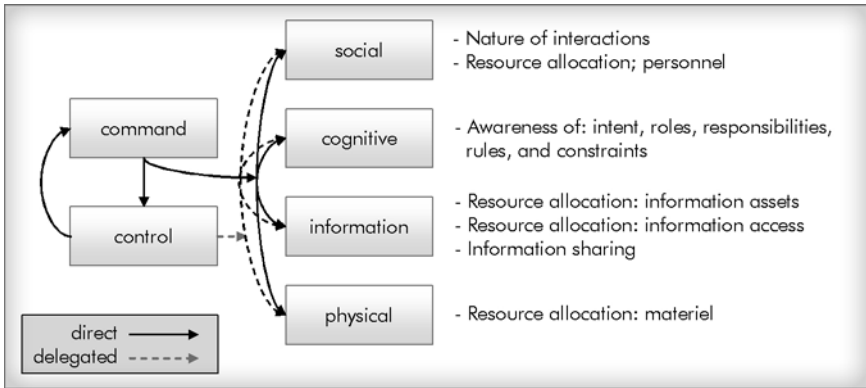 command
control
direct
delegated
social
- Nature of interactions
- Resource allocation; personnel
cognitive
- Awareness of: intent, roles, responsibilities,
rules, and constraints
information
- Resource allocation: information assets
- Resource allocation: information access
- Information sharing
physical
- Resource allocation: materiel